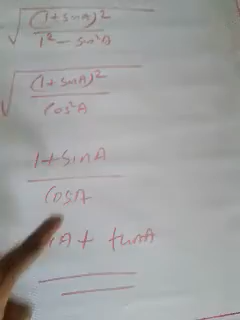 √(1+sinA)²
1² - sin²A
√(1+sinA)²
cos²A
1+sinA
cosA
A + tanA